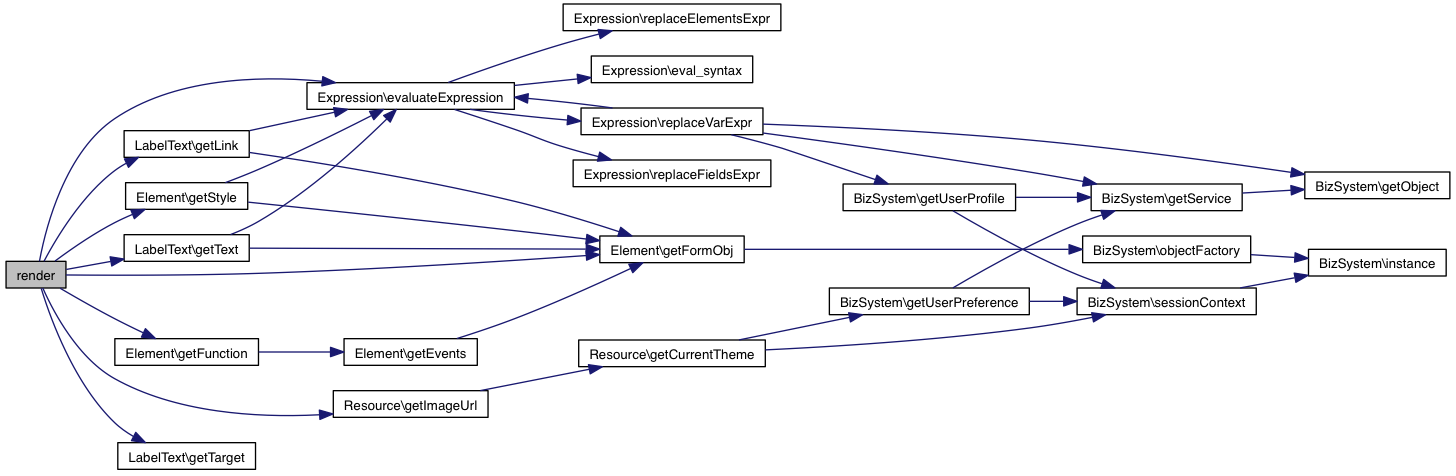 Expression\replaceElementsExpr
Expression\eval_syntax
Expression\evaluateExpression
Expression\replaceVarExpr
LabelText\getLink
Expression\replaceFieldsExpr
BizSystem\getObject
Element\getStyle
BizSystem\getUserProfile
BizSystem\getService
LabelText\getText
Element\getFormObj
BizSystem\objectFactory
BizSystem\instance
render
BizSystem\getUserPreference
BizSystem\sessionContext
Element\getFunction
Element\getEvents
Resource\getCurrentTheme
Resource\getImageUrl
LabelText\getTarget